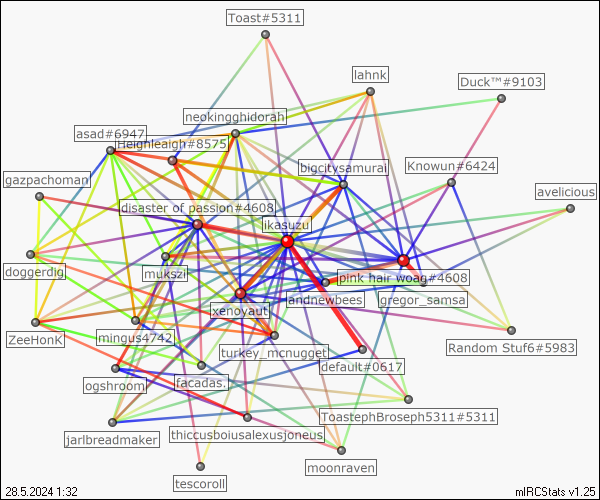 Toast#5311
lahnk
Duck™#9103
neokingghidorah
asad#6947
Heighleaigh#8575
bigcitysamurai
Knowun#6424
gazpachoman
avelicious
disaster of passion#4608
likasuzu
doggerdig
mukszi
pink hair woag#4608
andnewbees
gregor_samsa
xenoyaut
ZeeHonk
mingus4742
turkey_mcnugget
Random Stuf6#5983
default#0617
ogshroom
facadas.
ToastephBroseph5311#5311
jarlbreadmaker
thiccusboiusalexusjoneus
moonraven
tescoroll
28.5.2024 1:32
mIRCStats v1.25